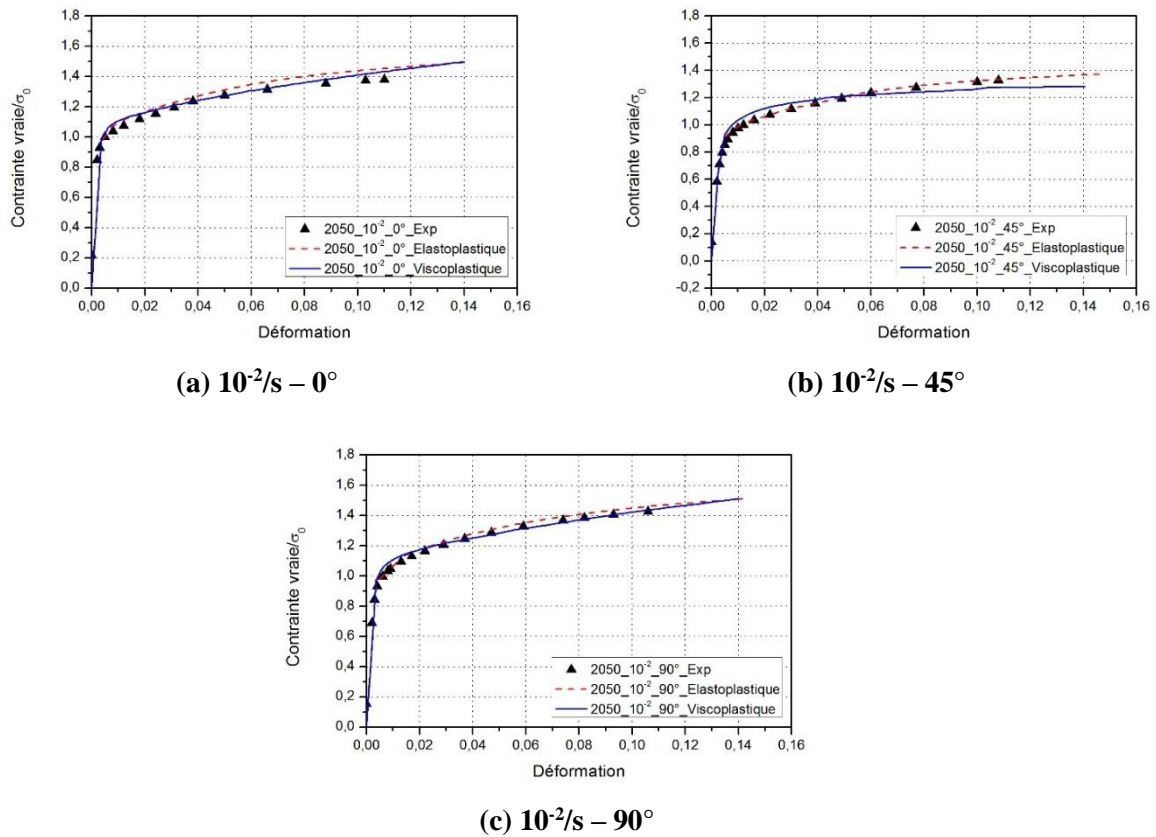 1,8
1,6
1,4
1,2
1,0
0,8
0,6
0,4
0,2
0,0
Contrainte vraie/σ0
2050_10-2_0°_Exp
2050_10-2_0°_Elastoplastique
2050_10-2_0°_Viscoplastique
0,00 0,02 0,04 0,06 0,08 0,10 0,12 0,14 0,16
Déformation
(a) 10-2/s – 0°
1,8
1,6
1,4
1,2
1,0
0,8
0,6
0,4
0,2
0,0
-0,2
Contrainte vraie/σ0
2050_10-2_45°_Exp
2050_10-2_45°_Elastoplastique
2050_10-2_45°_Viscoplastique
0,00 0,02 0,04 0,06 0,08 0,10 0,12 0,14 0,16
Déformation
(b) 10-2/s – 45°
1,8
1,6
1,4
1,2
1,0
0,8
0,6
0,4
0,2
0,0
Contrainte vraie/σ0
2050_10-2_90°_Exp
2050_10-2_90°_Elastoplastique
2050_10-2_90°_Viscoplastique
0,00 0,02 0,04 0,06 0,08 0,10 0,12 0,14 0,16
Déformation
(c) 10-2/s – 90°